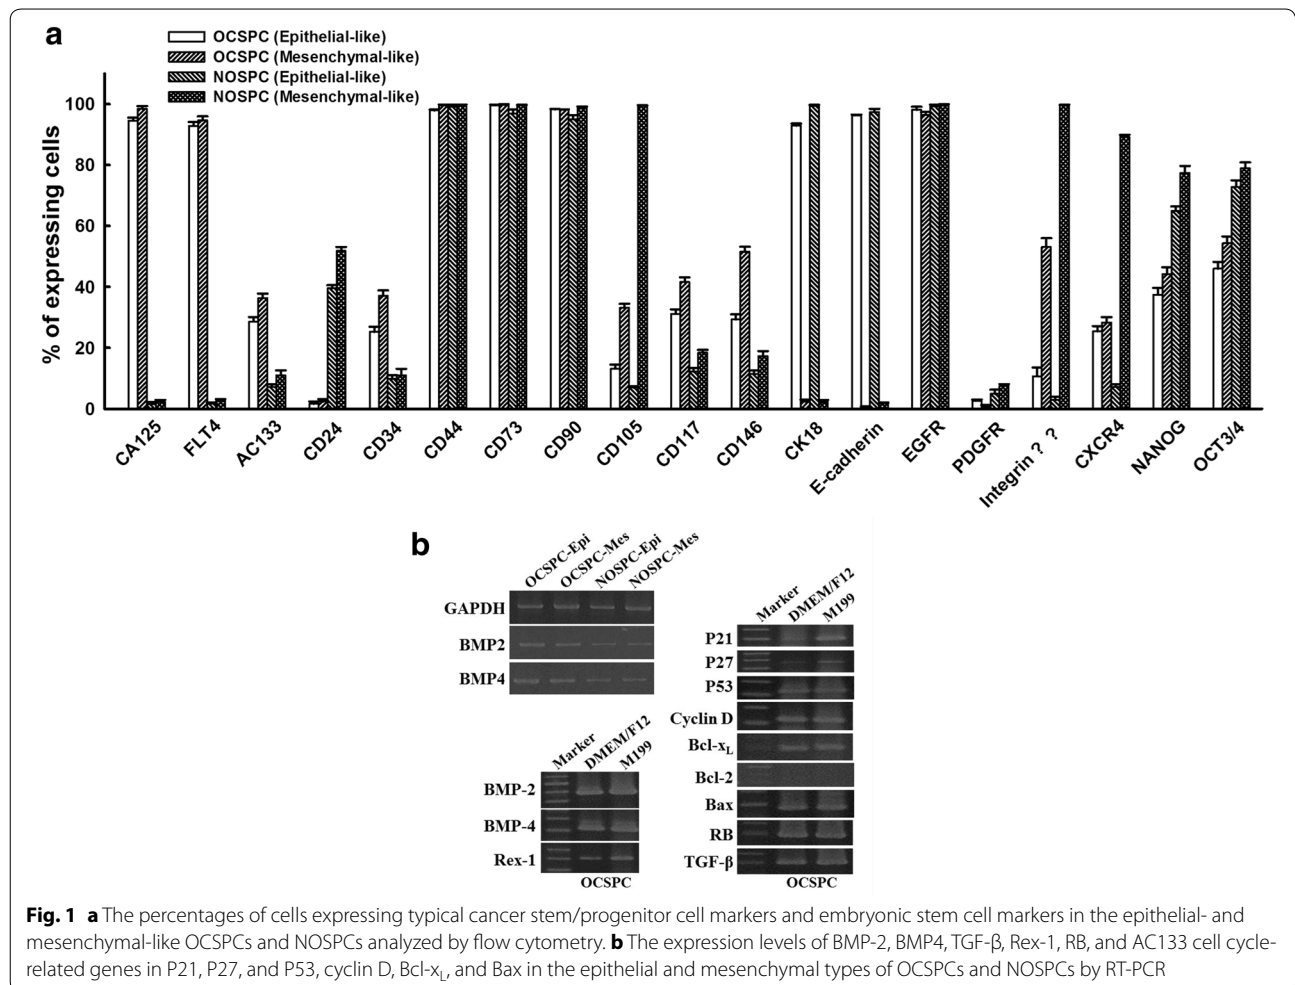 a
OCSPC (Epithelial-like)
OCSPC (Mesenchymal-like)
NOSPC (Epithelial-like)
NOSPC (Mesenchymal-like)
% of expressing cells
100
80
60
40
20
0
CA125
FLT4
AC133
CD24
CD34
CD44
CD73
CD90
CD105
CD117
CD146
CK18
E-cadherin
EGFR
PDGFR
Integrin ? ?
CXCR4
NANOG
OCT3/4
b
OCSPC-Epi
OCSPC-Mes
NOSPC-Epi
NOSPC-Mes
GAPDH
BMP2
BMP4
Marker
DMEM/F12
M199
BMP-2
BMP-4
Rex-1
OCSPC
Marker
DMEM/F12
M199
P21
P27
P53
Cyclin D
Bcl-xL
Bcl-2
Bax
RB
TGF-β
OCSPC
Fig. 1 a The percentages of cells expressing typical cancer stem/progenitor cell markers and embryonic stem cell markers in the epithelial- and
mesenchymal-like OCSPCs and NOSPCs analyzed by flow cytometry. b The expression levels of BMP-2, BMP4, TGF-β, Rex-1, RB, and AC133 cell cycle-
related genes in P21, P27, and P53, cyclin D, Bcl-xL, and Bax in the epithelial and mesenchymal types of OCSPCs and NOSPCs by RT-PCR